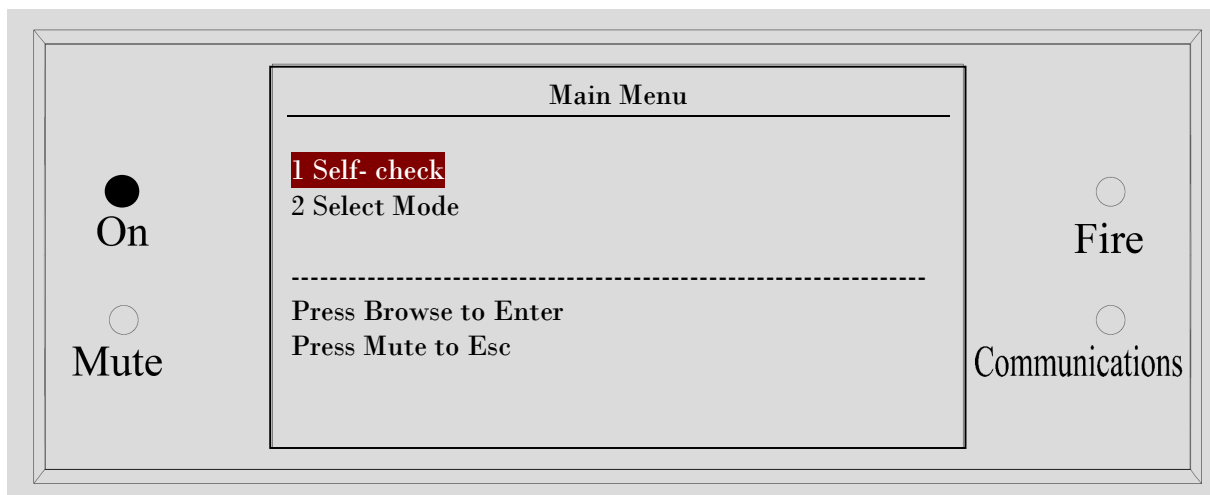 Main Menu
1 Self- check
2 Select Mode
--------------------------------------------------------------------
Press Browse to Enter
Press Mute to Esc
On
Mute
Fire
Communications